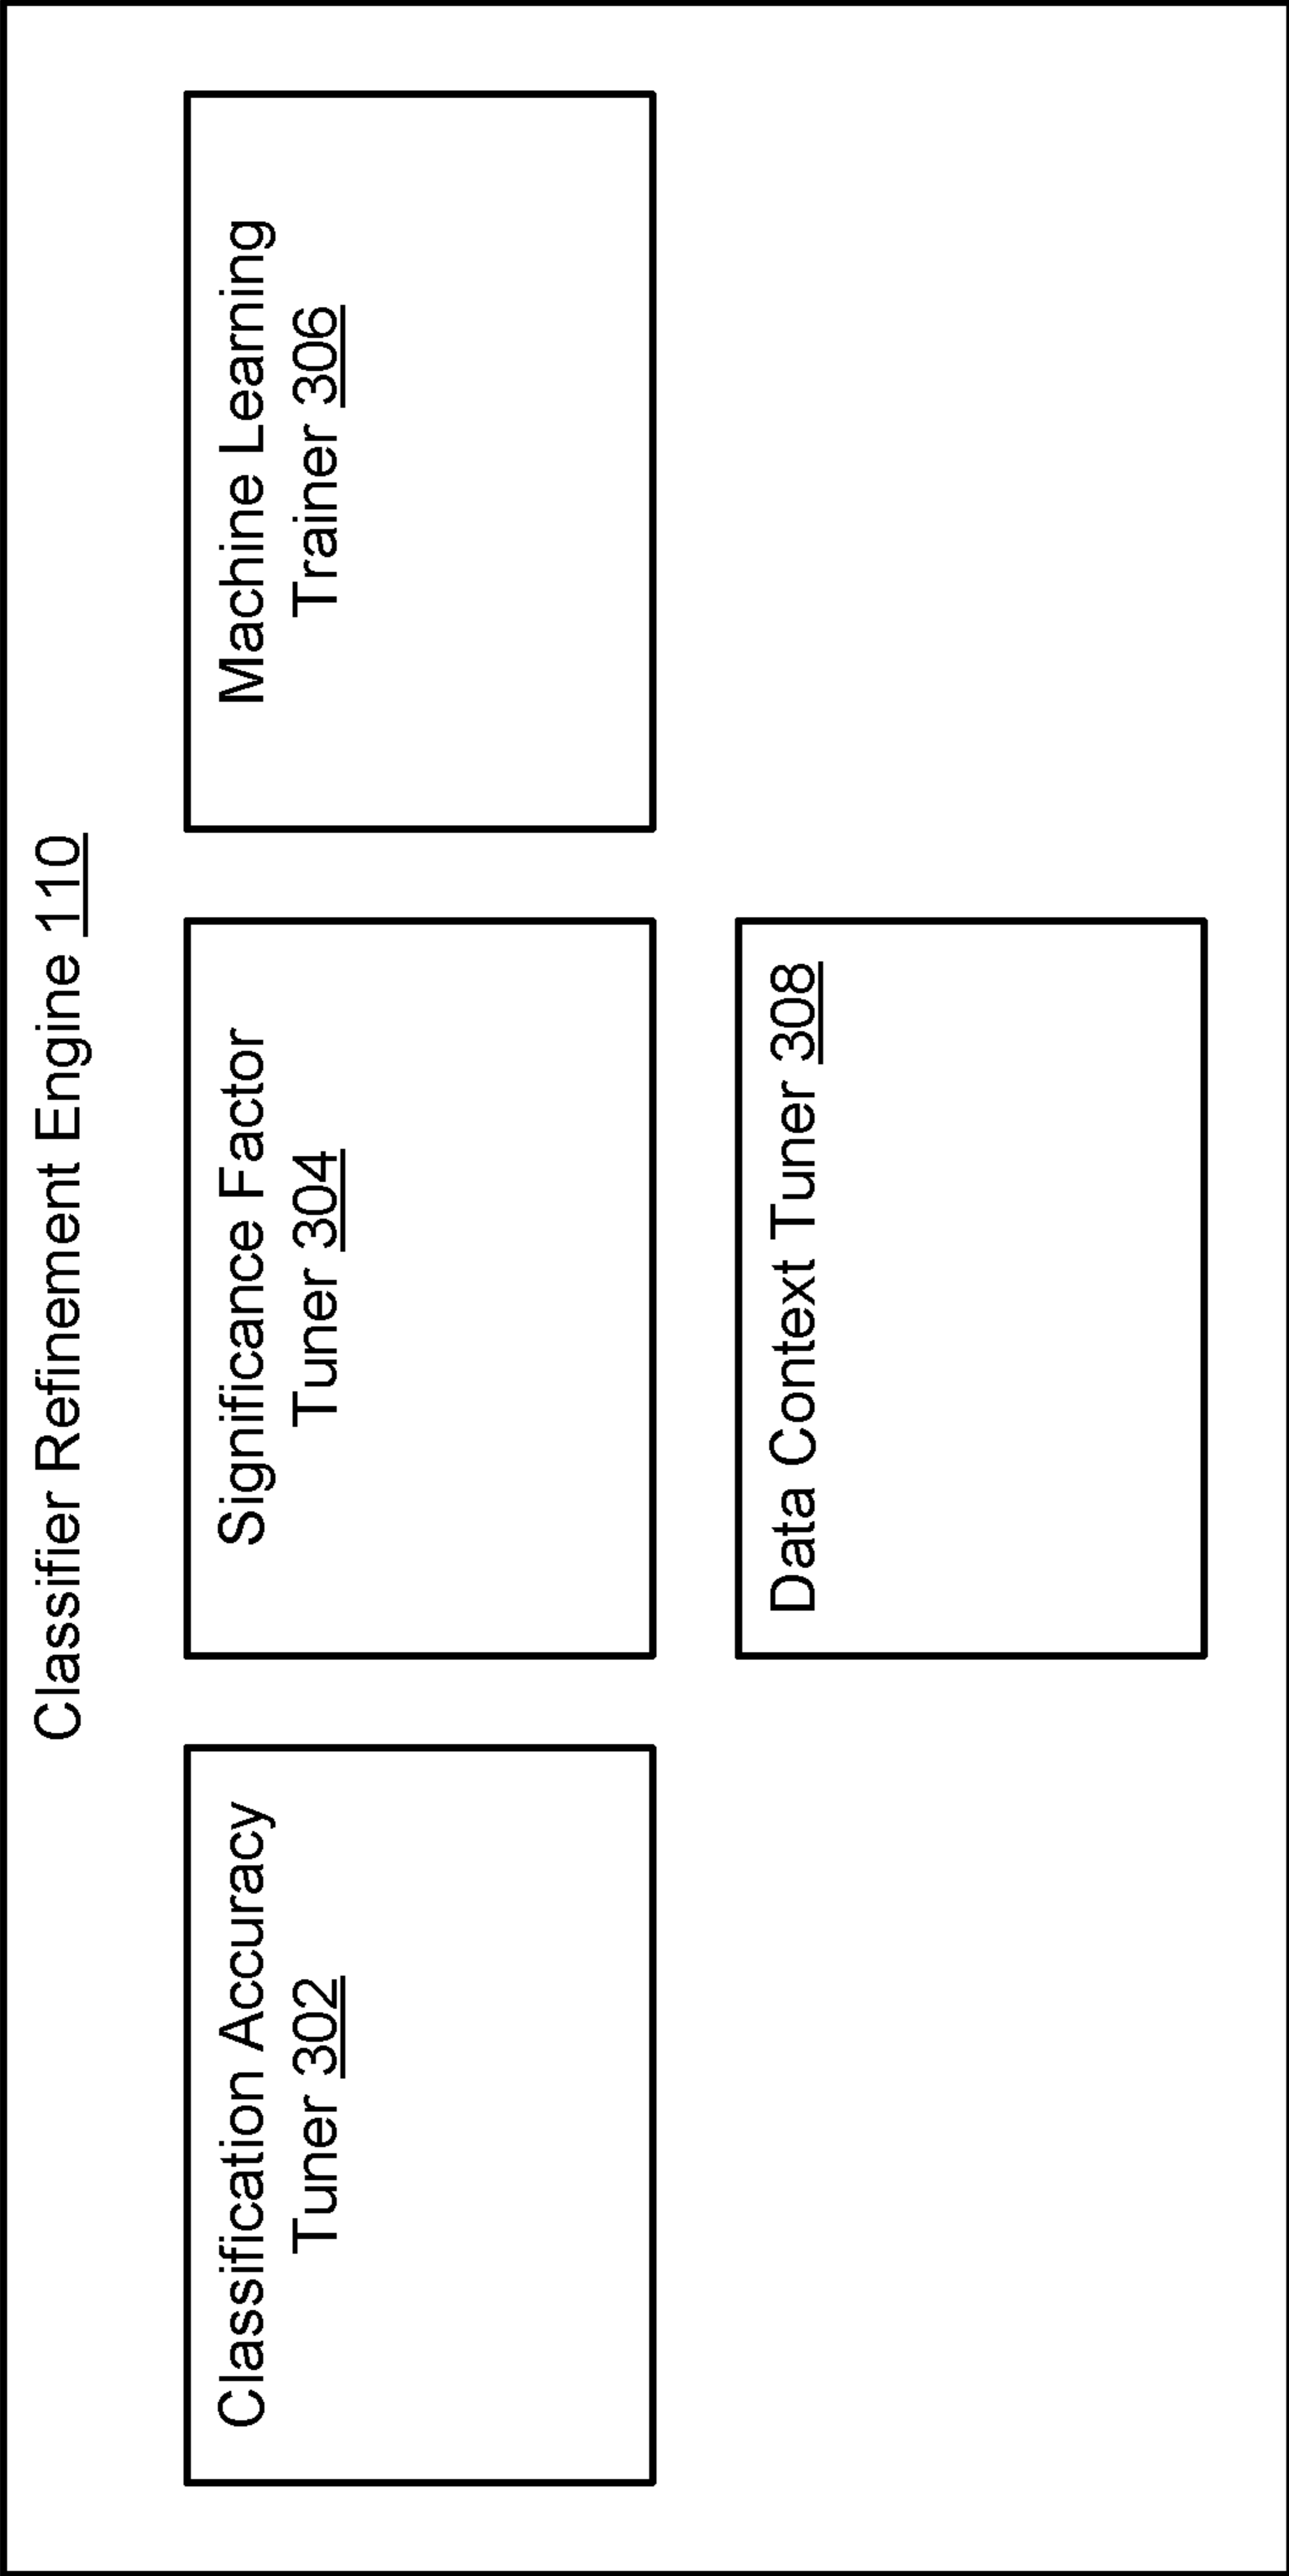 Classifier Refinement Engine 110
Classification Accuracy
Tuner 302
Significance Factor
Tuner 304
Machine Learning
Trainer 306
Data Context Tuner 308